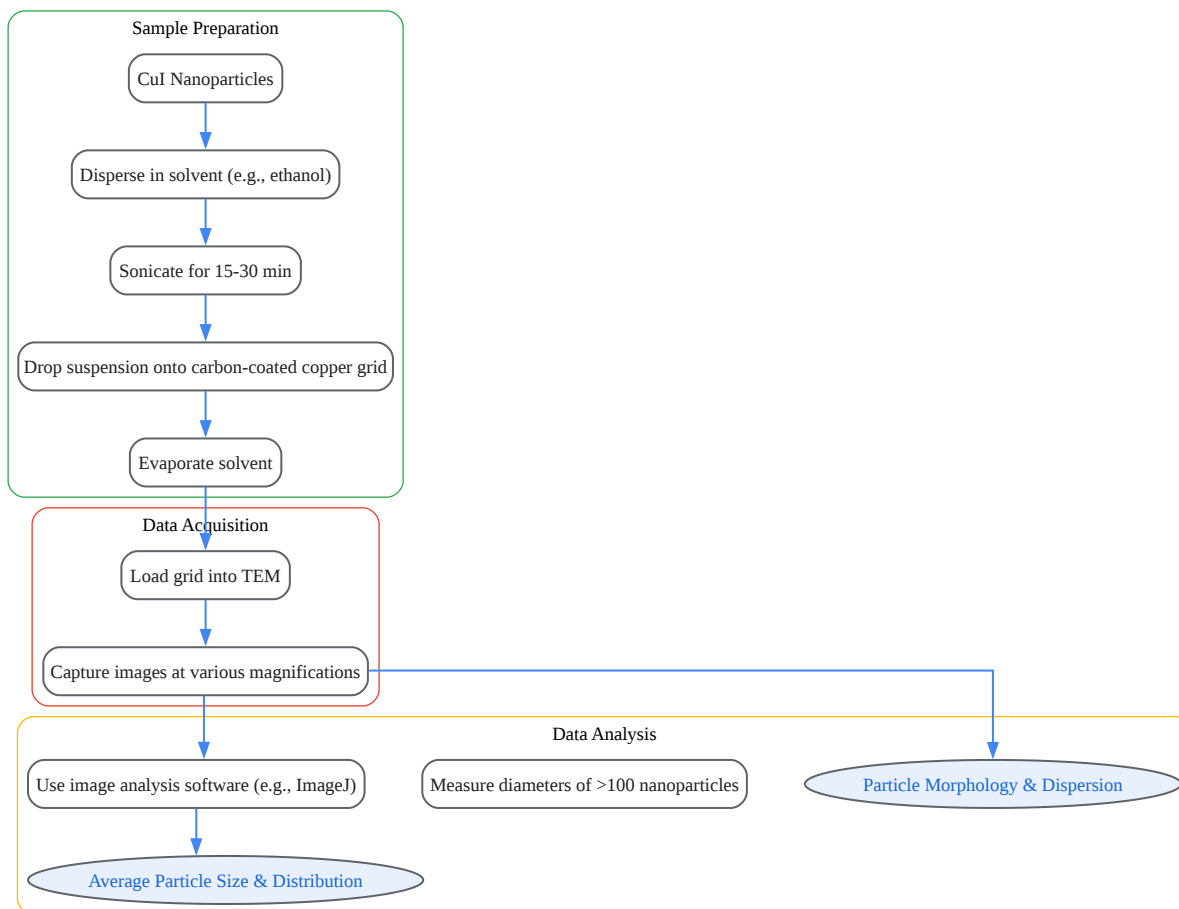 Sample Preparation
CuI Nanoparticles
Disperse in solvent (e.g., ethanol)
Sonicate for 15-30 min
Drop suspension onto carbon-coated copper grid
Evaporate solvent
Data Acquisition
Load grid into TEM
Capture images at various magnifications
Data Analysis
Use image analysis software (e.g., ImageJ)
Measure diameters of >100 nanoparticles
Particle Morphology & Dispersion
Average Particle Size & Distribution